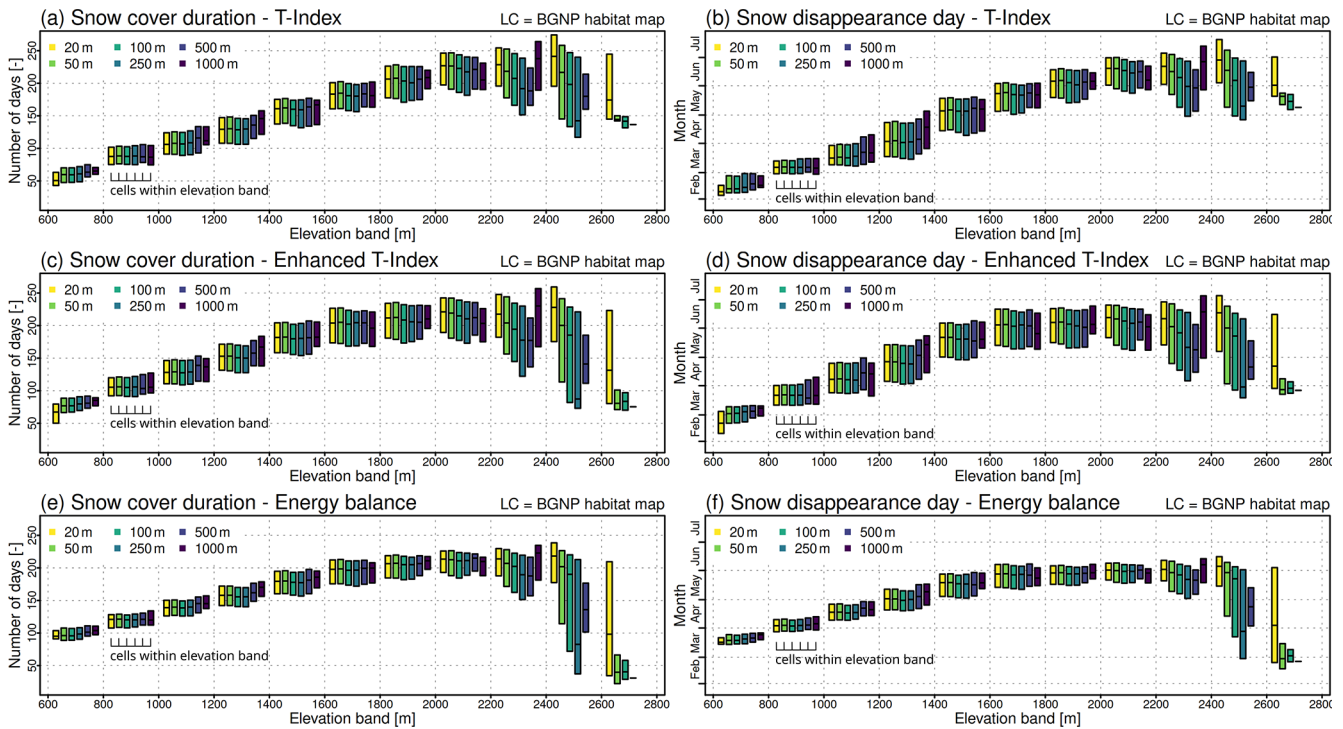 (a) Snow cover duration - T-Index LC = BGNP habitat map
20 m 100 m 500 m
50 m 250 m 1000 m
Number of days [-]
50 100 150 200 250
cells within elevation band
600 800 1000 1200 1400 1600 1800 2000 2200 2400 2600 2800
Elevation band [m]
(b) Snow disappearance day - T-Index LC = BGNP habitat map
20 m 100 m 500 m
50 m 250 m 1000 m
Month
Feb Mar Apr May Jun Jul
cells within elevation band
600 800 1000 1200 1400 1600 1800 2000 2200 2400 2600 2800
Elevation band [m]
(c) Snow cover duration - Enhanced T-Index LC = BGNP habitat map
20 m 100 m 500 m
50 m 250 m 1000 m
Number of days [-]
50 100 150 200 250
cells within elevation band
600 800 1000 1200 1400 1600 1800 2000 2200 2400 2600 2800
Elevation band [m]
(d) Snow disappearance day - Enhanced T-Index LC = BGNP habitat map
20 m 100 m 500 m
50 m 250 m 1000 m
Month
Feb Mar Apr May Jun Jul
cells within elevation band
600 800 1000 1200 1400 1600 1800 2000 2200 2400 2600 2800
Elevation band [m]
(e) Snow cover duration - Energy balance LC = BGNP habitat map
20 m 100 m 500 m
50 m 250 m 1000 m
Number of days [-]
50 100 150 200 250
cells within elevation band
600 800 1000 1200 1400 1600 1800 2000 2200 2400 2600 2800
Elevation band [m]
(f) Snow disappearance day - Energy balance LC = BGNP habitat map
20 m 100 m 500 m
50 m 250 m 1000 m
Month
Feb Mar Apr May Jun Jul
cells within elevation band
600 800 1000 1200 1400 1600 1800 2000 2200 2400 2600 2800
Elevation band [m]